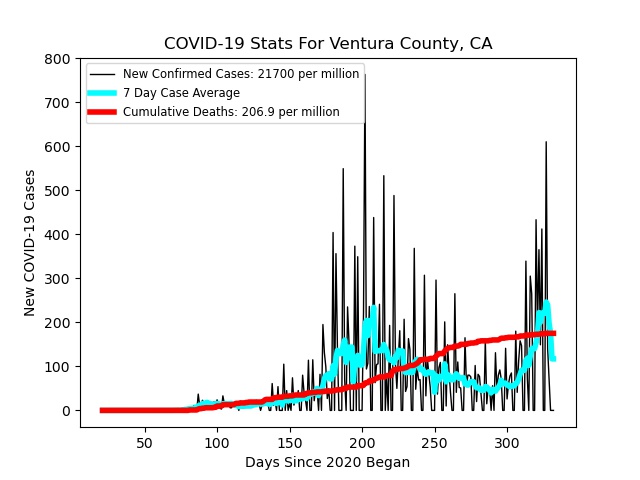 COVID-19 Stats For Ventura County, CA
New Confirmed Cases: 21700 per million
7 Day Case Average
Cumulative Deaths: 206.9 per million
New COVID-19 Cases
800
700
600
500
400
300
200
100
0
50
100
150
200
250
300
Days Since 2020 Began